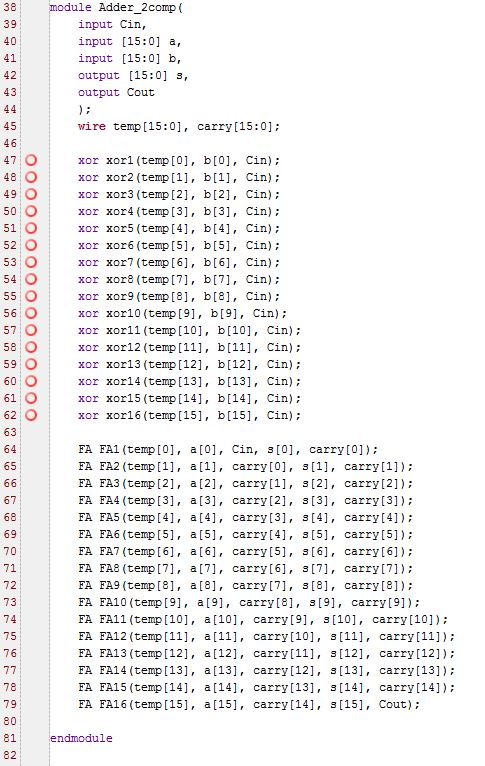 38 module Adder_2comp(
39 input Cin,
40 input [15:0] a,
41 input [15:0] b,
42 output [15:0] s,
43 output Cout
44 );
45 wire temp[15:0], carry[15:0];
46
47 xor xor1(temp[0], b[0], Cin);
48 xor xor2(temp[1], b[1], Cin);
49 xor xor3(temp[2], b[2], Cin);
50 xor xor4(temp[3], b[3], Cin);
51 xor xor5(temp[4], b[4], Cin);
52 xor xor6(temp[5], b[5], Cin);
53 xor xor7(temp[6], b[6], Cin);
54 xor xor8(temp[7], b[7], Cin);
55 xor xor9(temp[8], b[8], Cin);
56 xor xor10(temp[9], b[9], Cin);
57 xor xor11(temp[10], b[10], Cin);
58 xor xor12(temp[11], b[11], Cin);
59 xor xor13(temp[12], b[12], Cin);
60 xor xor14(temp[13], b[13], Cin);
61 xor xor15(temp[14], b[14], Cin);
62 xor xor16(temp[15], b[15], Cin);
63
64 FA FA1(temp[0], a[0], Cin, s[0], carry[0]);
65 FA FA2(temp[1], a[1], carry[0], s[1], carry[1]);
66 FA FA3(temp[2], a[2], carry[1], s[2], carry[2]);
67 FA FA4(temp[3], a[3], carry[2], s[3], carry[3]);
68 FA FA5(temp[4], a[4], carry[3], s[4], carry[4]);
69 FA FA6(temp[5], a[5], carry[4], s[5], carry[5]);
70 FA FA7(temp[6], a[6], carry[5], s[6], carry[6]);
71 FA FA8(temp[7], a[7], carry[6], s[7], carry[7]);
72 FA FA9(temp[8], a[8], carry[7], s[8], carry[8]);
73 FA FA10(temp[9], a[9], carry[8], s[9], carry[9]);
74 FA FA11(temp[10], a[10], carry[9], s[10], carry[10]);
75 FA FA12(temp[11], a[11], carry[10], s[11], carry[11]);
76 FA FA13(temp[12], a[12], carry[11], s[12], carry[12]);
77 FA FA14(temp[13], a[13], carry[12], s[13], carry[13]);
78 FA FA15(temp[14], a[14], carry[13], s[14], carry[14]);
79 FA FA16(temp[15], a[15], carry[14], s[15], Cout);
80
81 endmodule
82